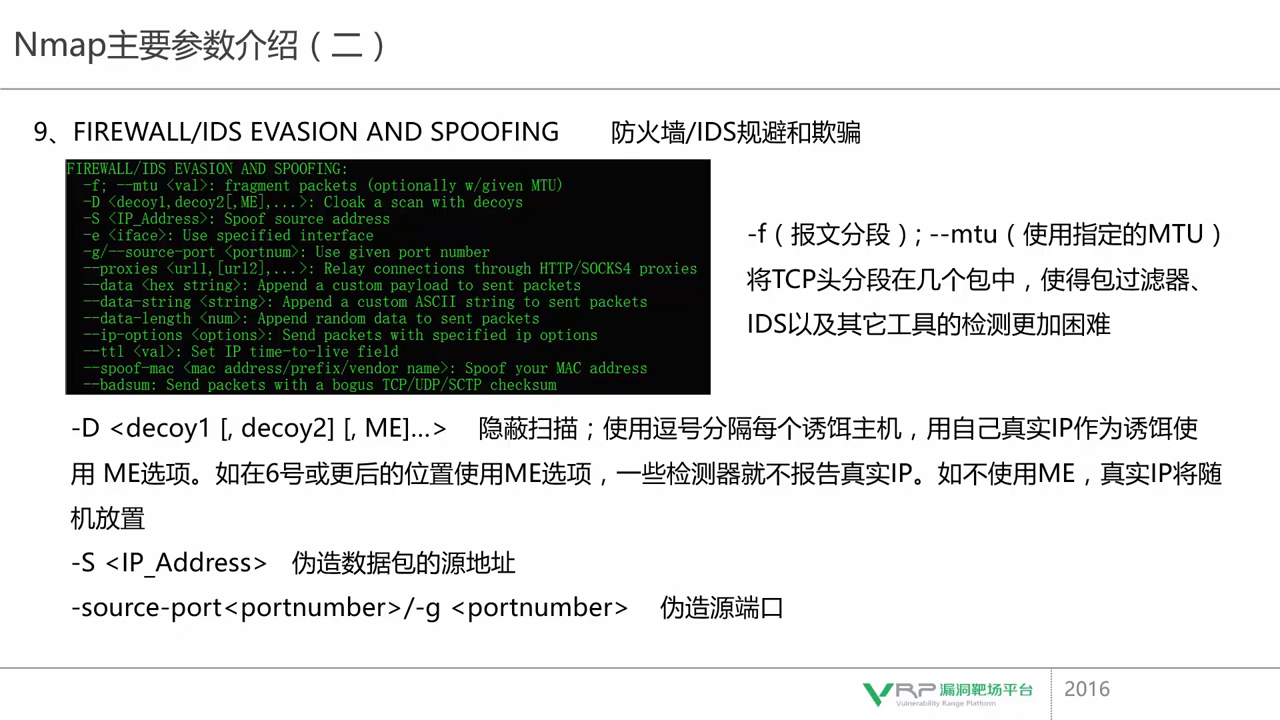 Nmap主要参数介绍（二）
9、FIREWALL/IDS EVASION AND SPOOFING 防火墙/IDS规避和欺骗
FIREWALL/IDS EVASION AND SPOOFING:
-f; --mtu <val>: fragment packets (optionally w/given MTU)
-D <decoy1,decoy2[,ME],...>: Cloak a scan with decoys
-S <IP_Address>: Spoof source address
-e <iface>: Use specified interface
-g/--source-port <portnum>: Use given port number
--proxies <url1,[url2],...>: Relay connections through HTTP/SOCKS4 proxies
--data <hex string>: Append a custom payload to sent packets
--data-string <string>: Append a custom ASCII string to sent packets
--data-length <num>: Append random data to sent packets
--ip-options <options>: Send packets with specified ip options
--ttl <val>: Set IP time-to-live field
--spoof-mac <mac address/prefix/vendor name>: Spoof your MAC address
--badsum: Send packets with a bogus TCP/UDP/SCTP checksum
-f（报文分段）; --mtu（使用指定的MTU）
将TCP头分段在几个包中，使得包过滤器、
IDS以及其它工具的检测更加困难
-D <decoy1 [, decoy2] [, ME]...> 隐蔽扫描；使用逗号分隔每个诱饵主机，用自己真实IP作为诱饵使
用 ME选项。如在6号或更后的位置使用ME选项，一些检测器就不报告真实IP。如不使用ME，真实IP将随
机放置
-S <IP_Address> 伪造数据包的源地址
-source-port<portnumber>/-g <portnumber> 伪造源端口
VRP 漏洞靶场平台
Vulnerability Range Platform
2016